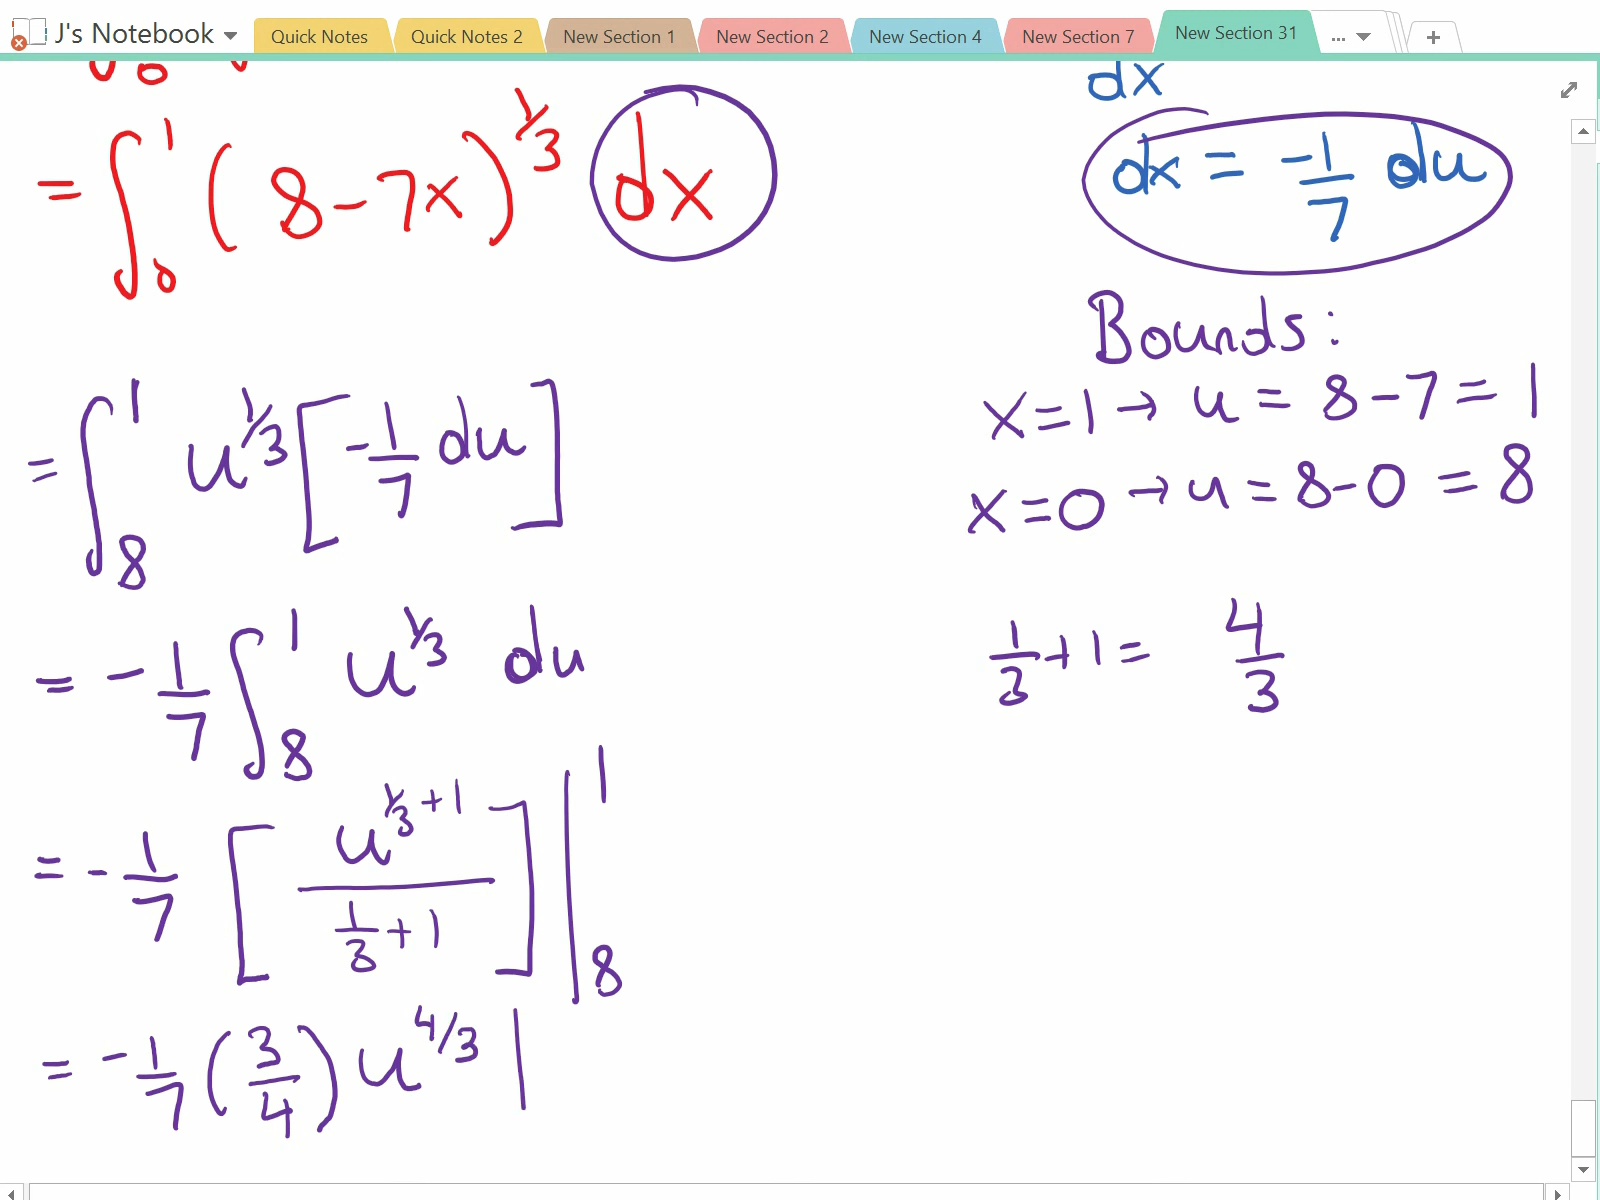 J's Notebook Quick Notes Quick Notes 2 New Section 1 New Section 2 New Section 4 New Section 7 New Section 31 ... +
dx
= ∫₀¹ (8-7x)^{1/3} dx
dx = -1/7 du
Bounds:
x=1 → u = 8-7 = 1
x=0 → u = 8-0 = 8
= ∫₈¹ u^{1/3} [-1/7 du]
= -1/7 ∫₈¹ u^{1/3} du
1/3 + 1 = 4/3
= -1/7 [u^{1/3+1} / (1/3+1)] |₈¹
= -1/7 (3/4) u^{4/3} |